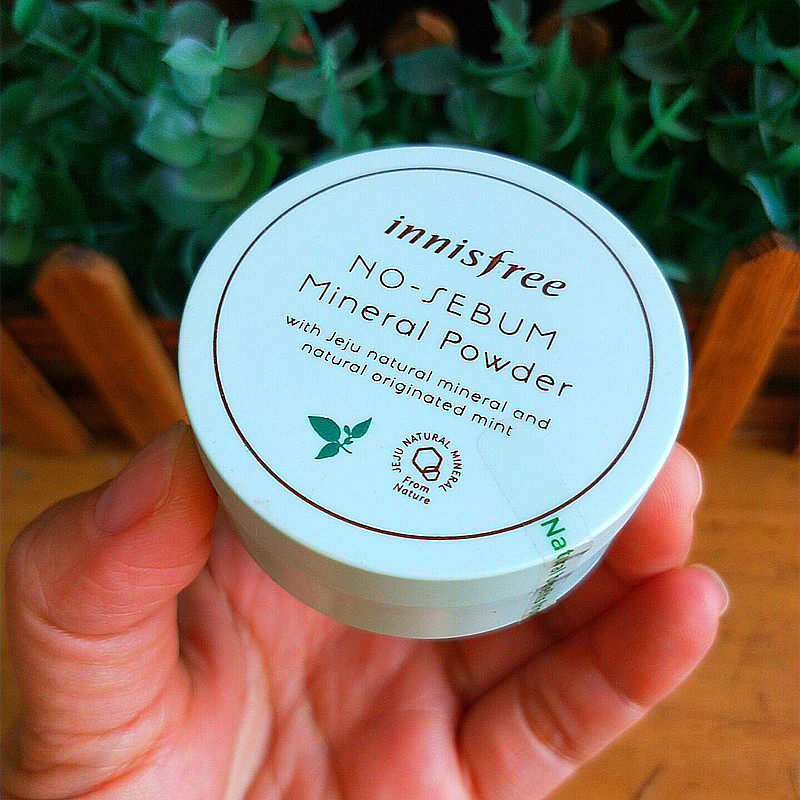 innisfree
NO-SEBUM
Mineral Powder
with Jeju natural mineral and
natural originated mint
JEJU NATURAL MINERAL
From
Nature